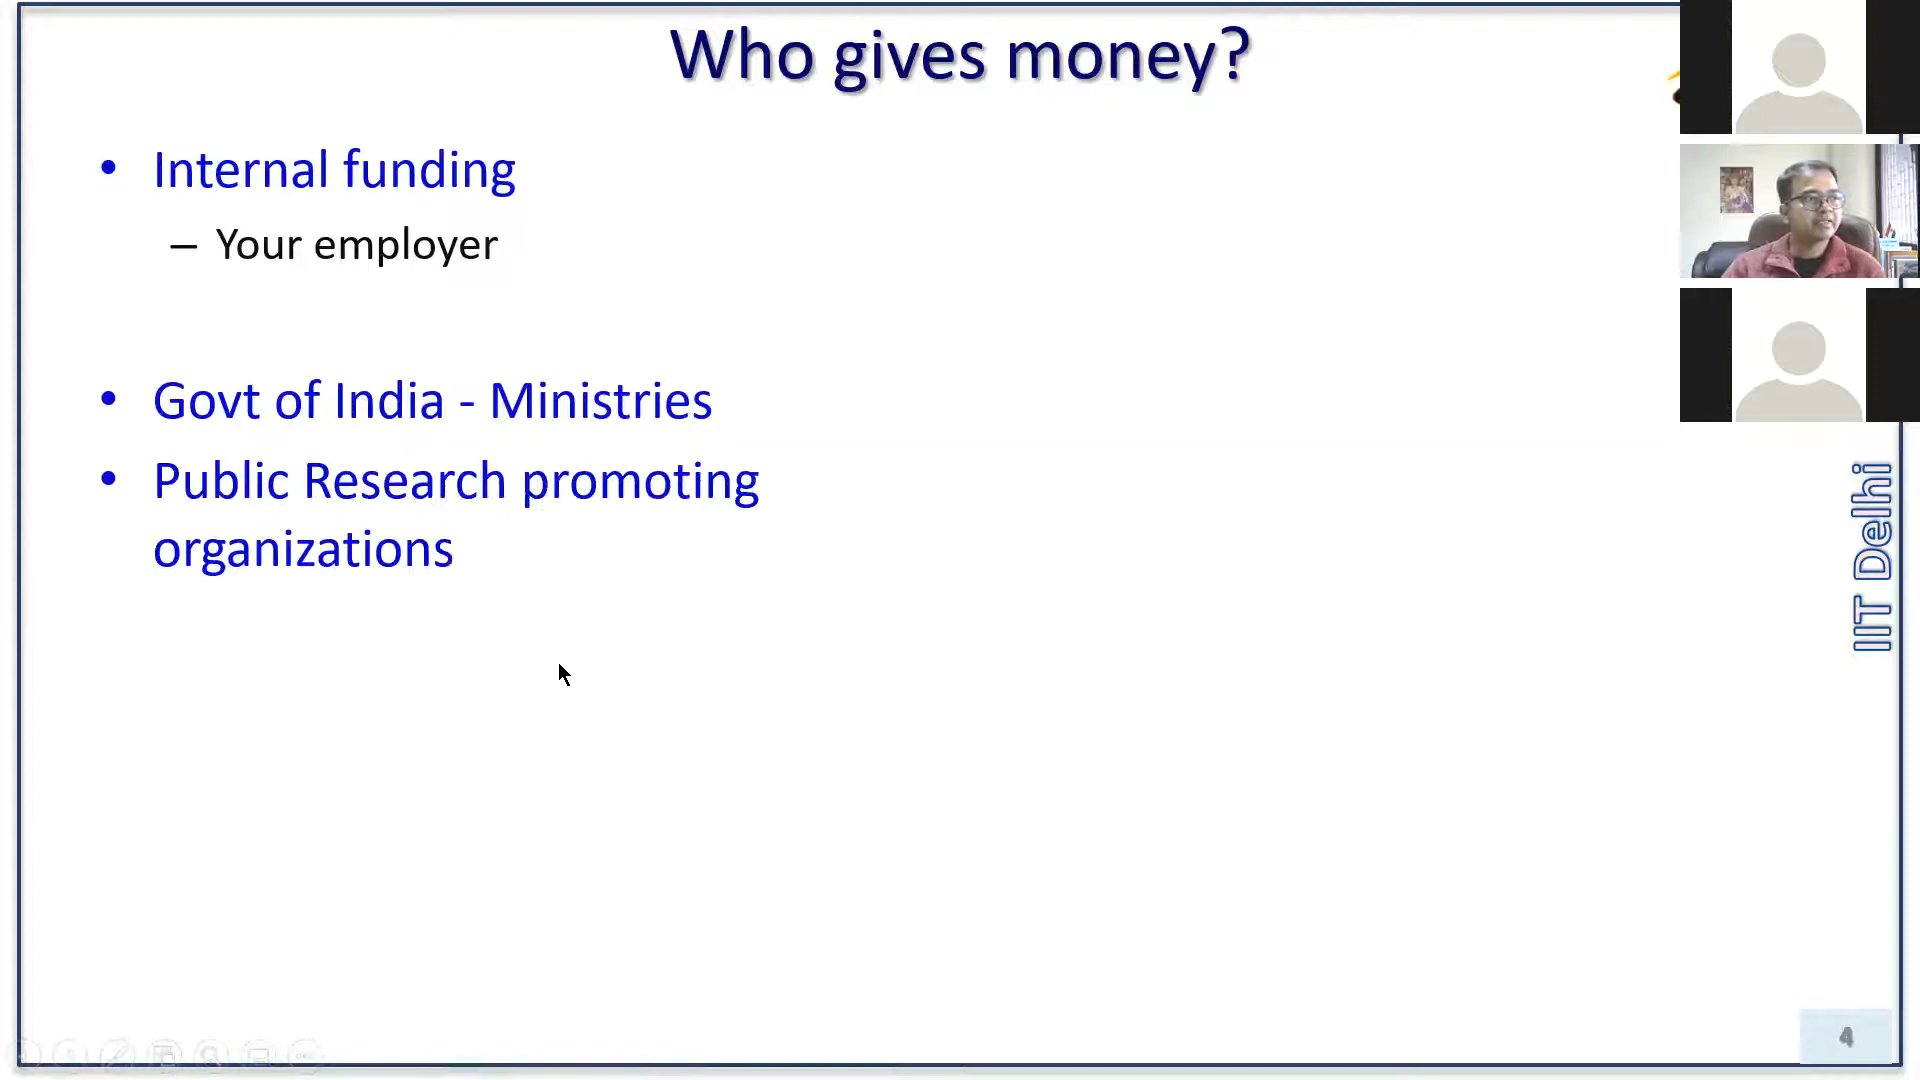 Who gives money?
• Internal funding
– Your employer
• Govt of India - Ministries
• Public Research promoting
organizations
IIT Delhi
4